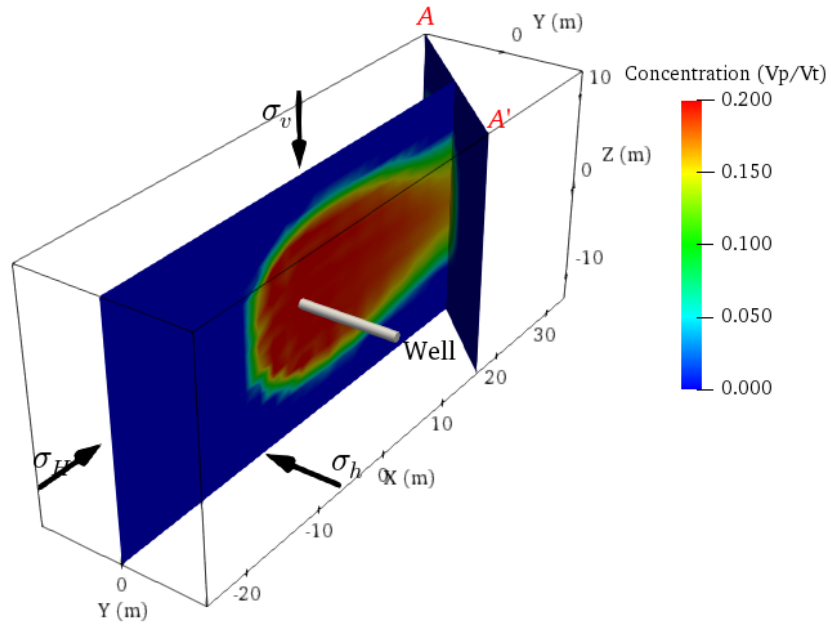 A
0
Y (m)
10
Concentration (Vp/Vt)
0.200
σv
A'
Z (m)
0.150
0
0.100
-10
0.050
30
Well
20
0.000
10
σH
σh
0
X (m)
-10
0
-20
Y (m)